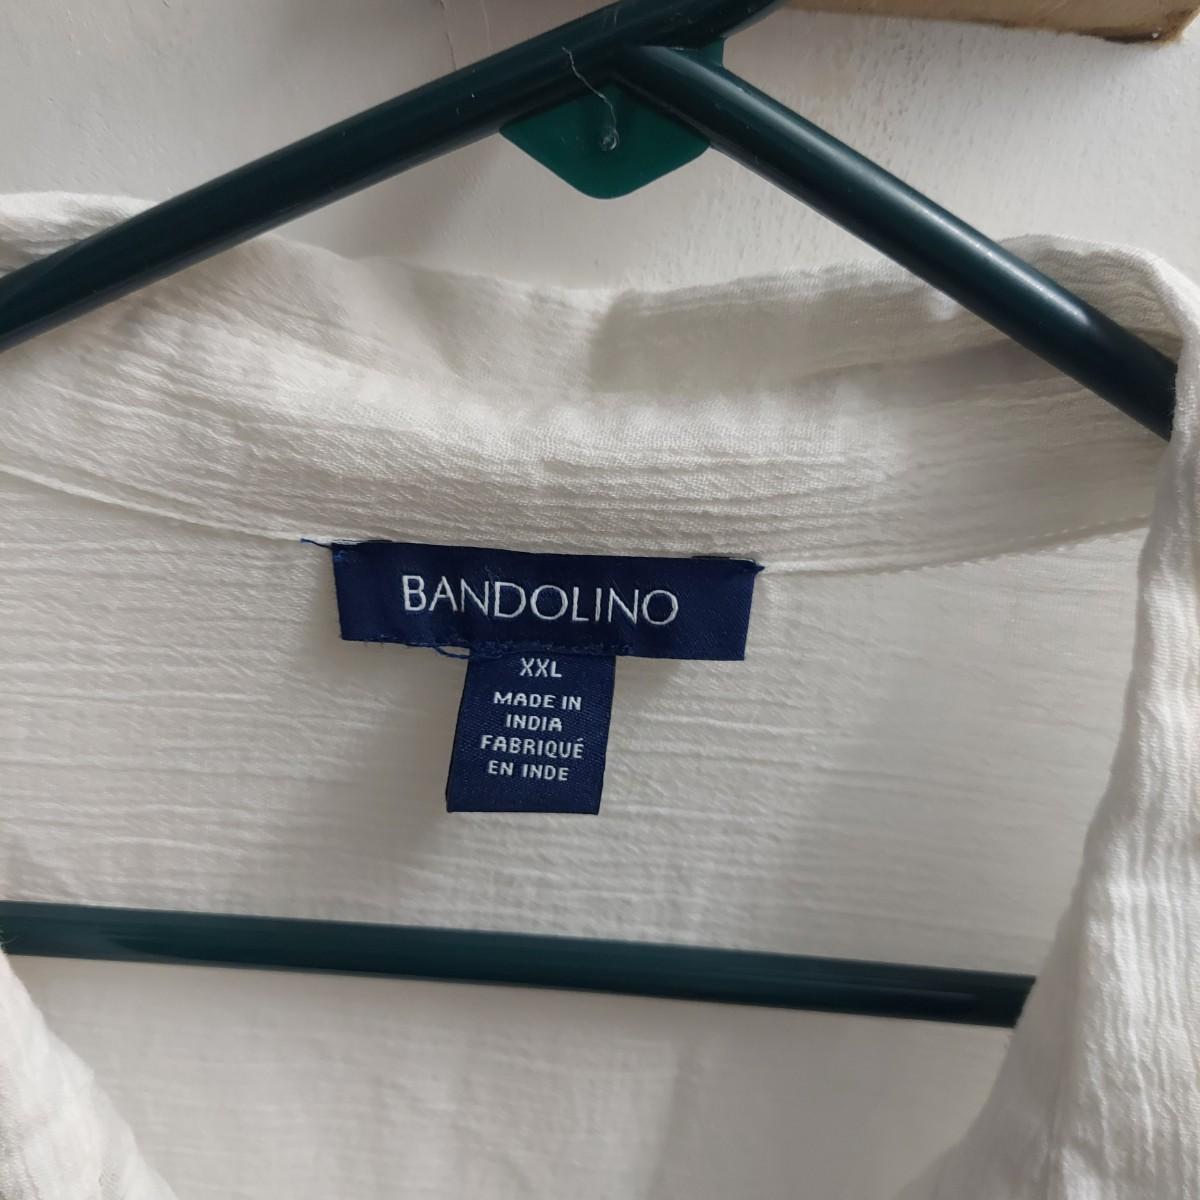 BANDOLINO
XXL
MADE IN
INDIA
FABRIQUÉ
EN INDE